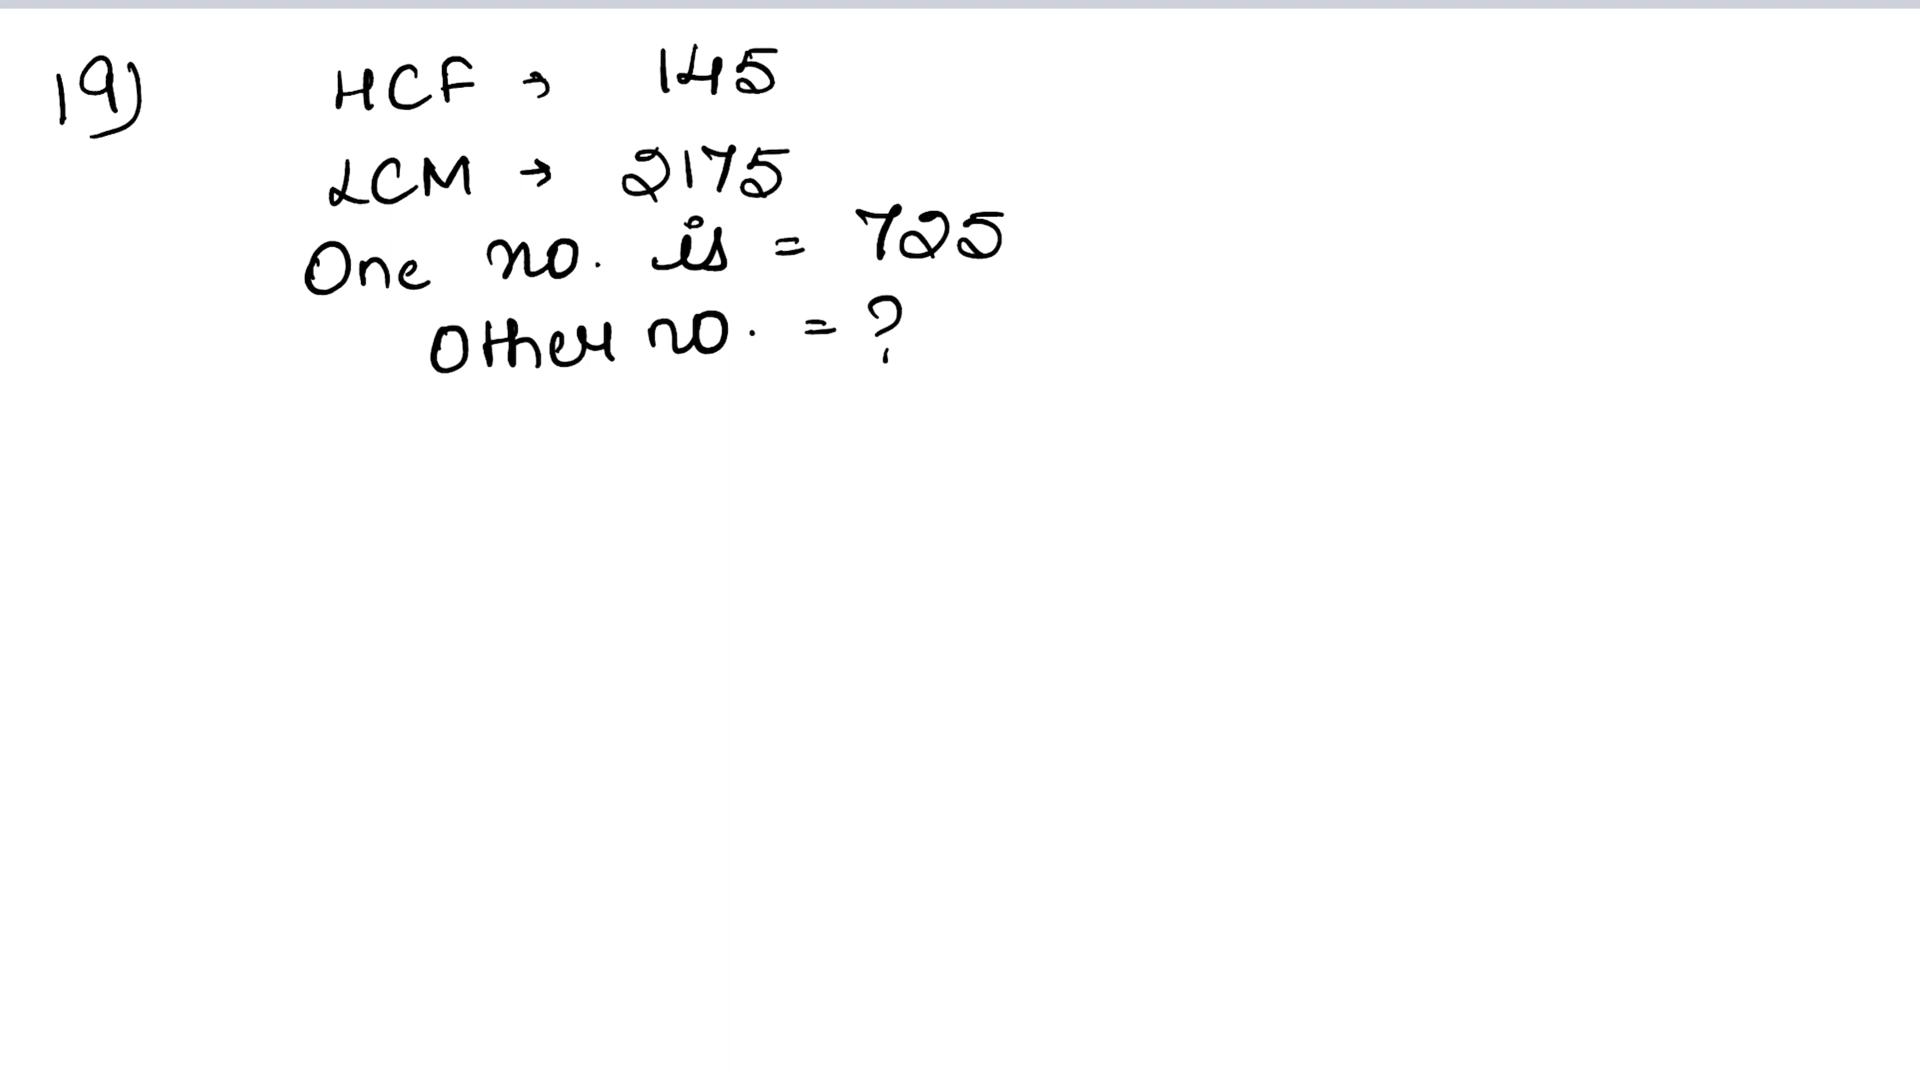 19)
HCF → 145
LCM → 2175
One no. is = 725
Other no. = ?